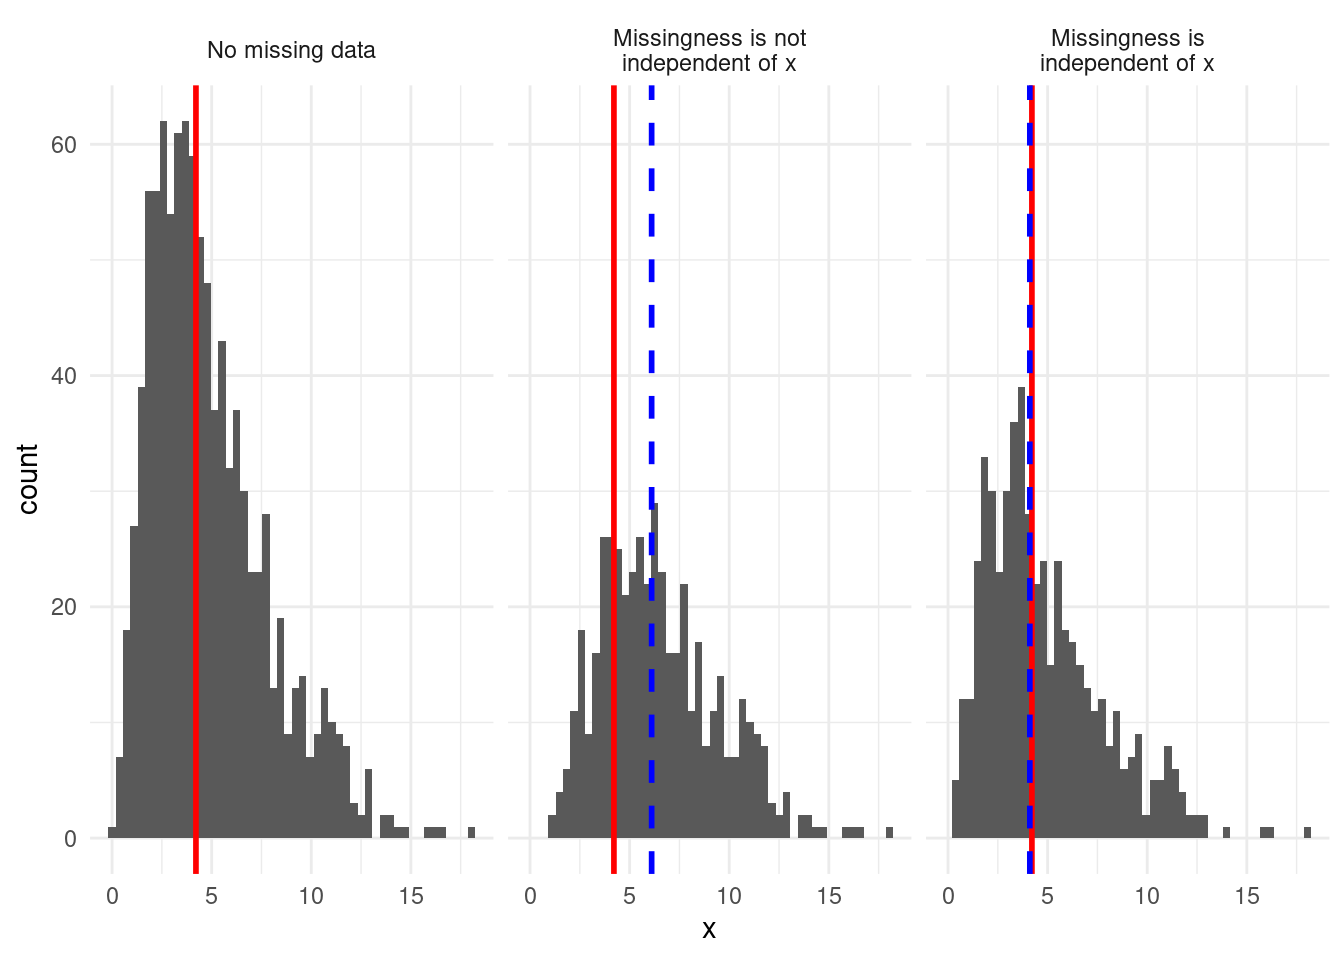 No missing data
Missingness is not
independent of x
Missingness is
independent of x
60
40
20
0
count
0 5 10 15
0 5 10 15
0 5 10 15
x